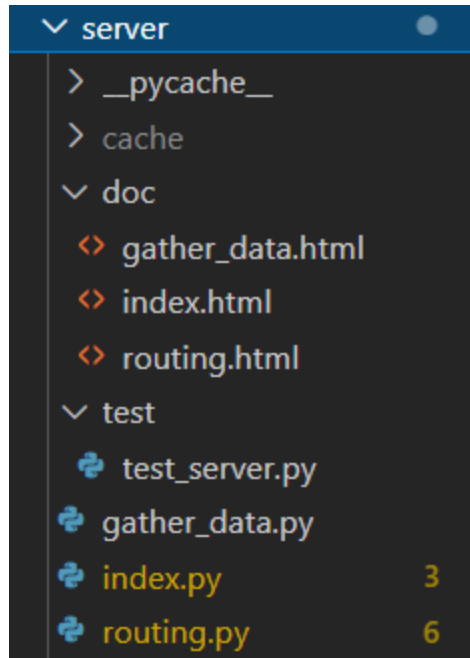 server
__pycache__
cache
doc
gather_data.html
index.html
routing.html
test
test_server.py
gather_data.py
index.py 3
routing.py 6